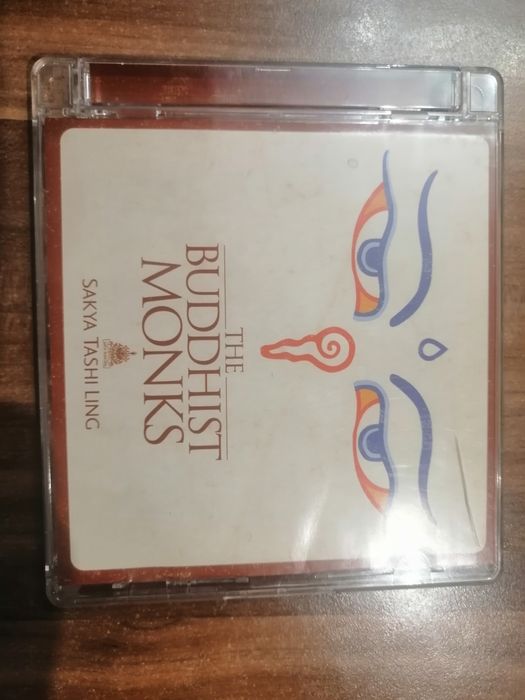 THE
BUDDHIST
MONKS
SAKYA TASHI LING